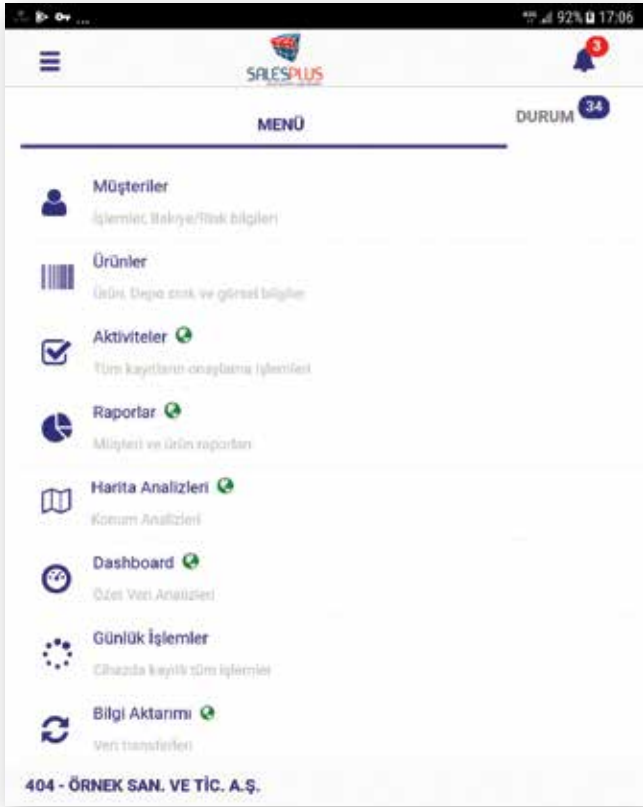 ... 92% 17:06
3
SALESPLUS
MENÜ
DURUM 34
Müşteriler
İşlemler, Bakiye/Risk bilgileri
Ürünler
Ürün, Depo stok ve görsel bilgiler
Aktiviteler
Tüm kayıtların onaylama işlemleri
Raporlar
Müşteri ve ürün raporları
Harita Analizleri
Konum Analizleri
Dashboard
Özet Veri Analizleri
Günlük İşlemler
Cihazda kayıtlı tüm işlemler
Bilgi Aktarımı
Veri transferleri
404 - ÖRNEK SAN. VE TİC. A.Ş.